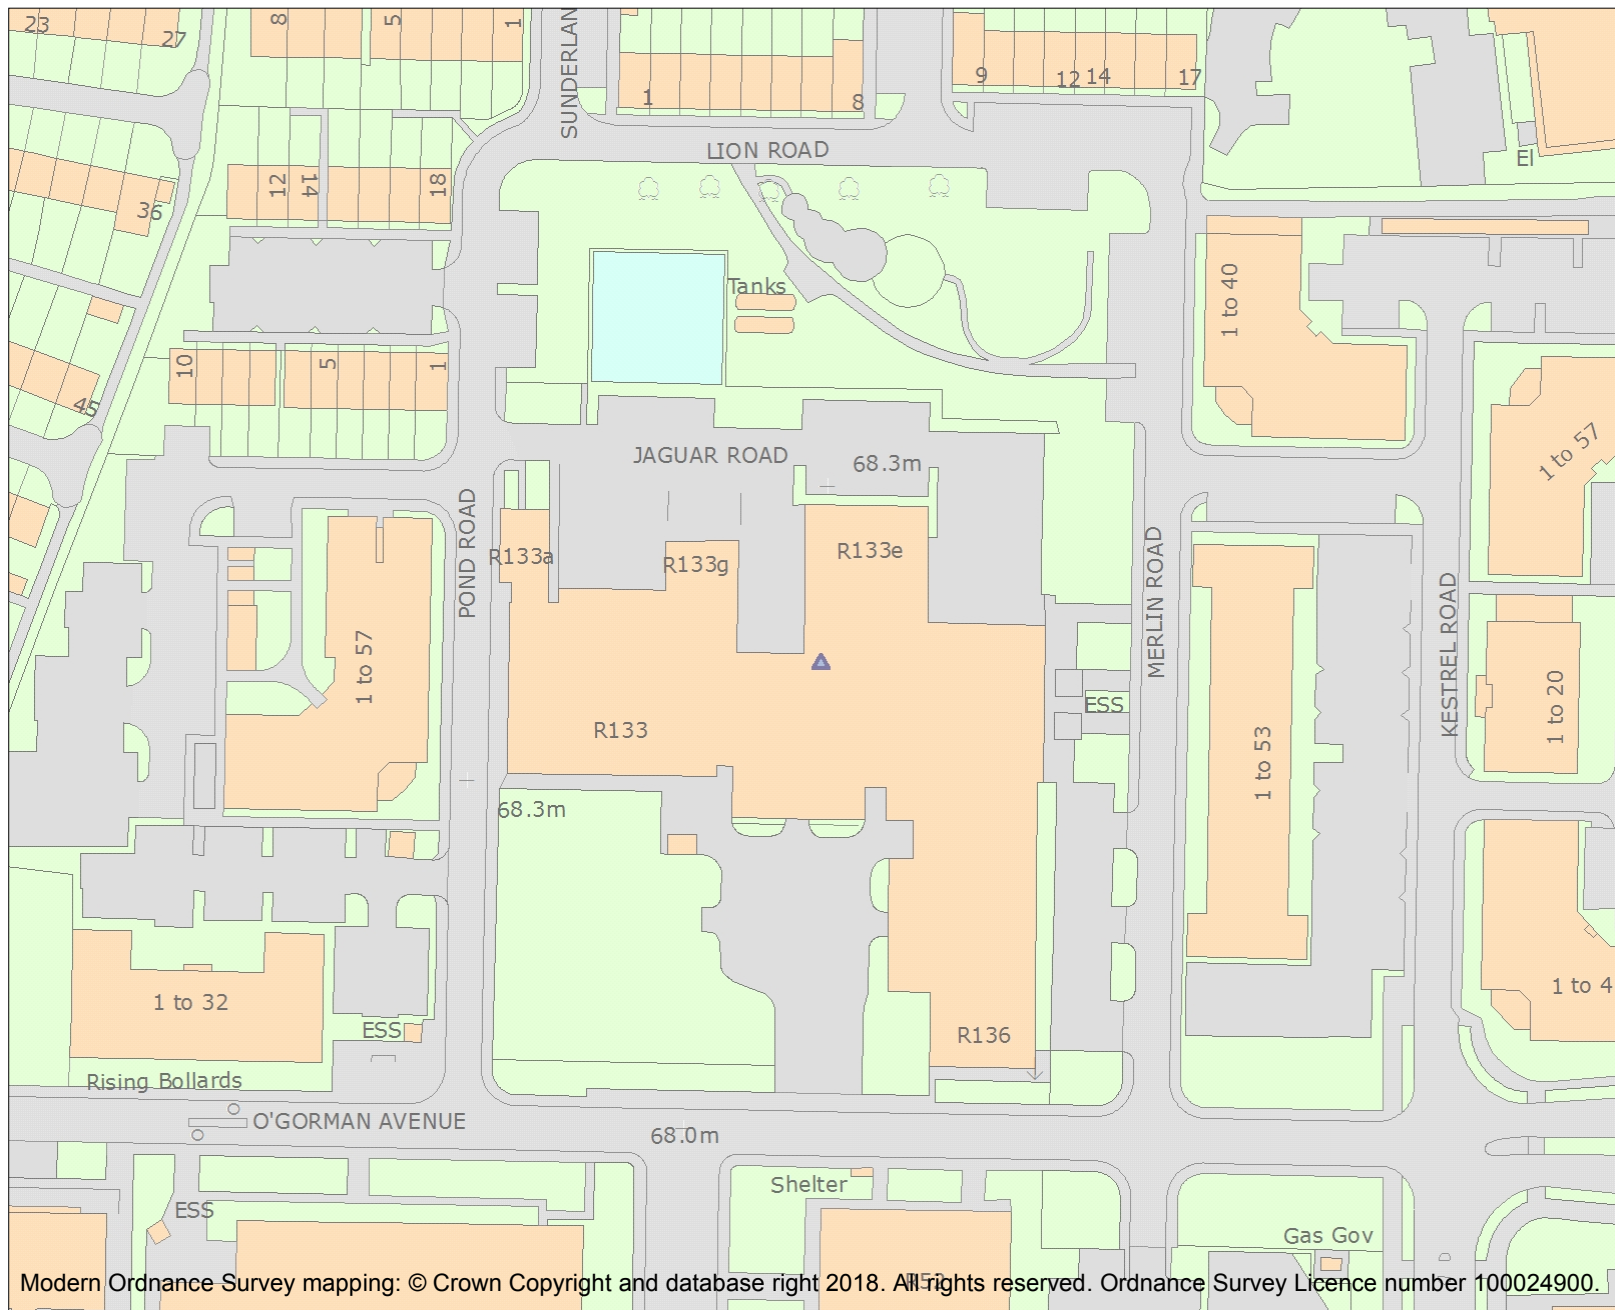 23
27
8
5
1
SUNDERLAN
1
8
9
12
14
17
LION ROAD
El
12
14
18
36
Tanks
1 to 40
10
5
1
45
1 to 57
JAGUAR ROAD
68.3m
POND ROAD
R133a
R133g
R133e
MERLIN ROAD
KESTREL ROAD
1 to 57
R133
ESS
1 to 53
1 to 20
68.3m
1 to 32
ESS
R136
1 to 4
Rising Bollards
O'GORMAN AVENUE
68.0m
Shelter
ESS
Gas Gov
R52
Modern Ordnance Survey mapping: © Crown Copyright and database right 2018. All rights reserved. Ordnance Survey Licence number 100024900.